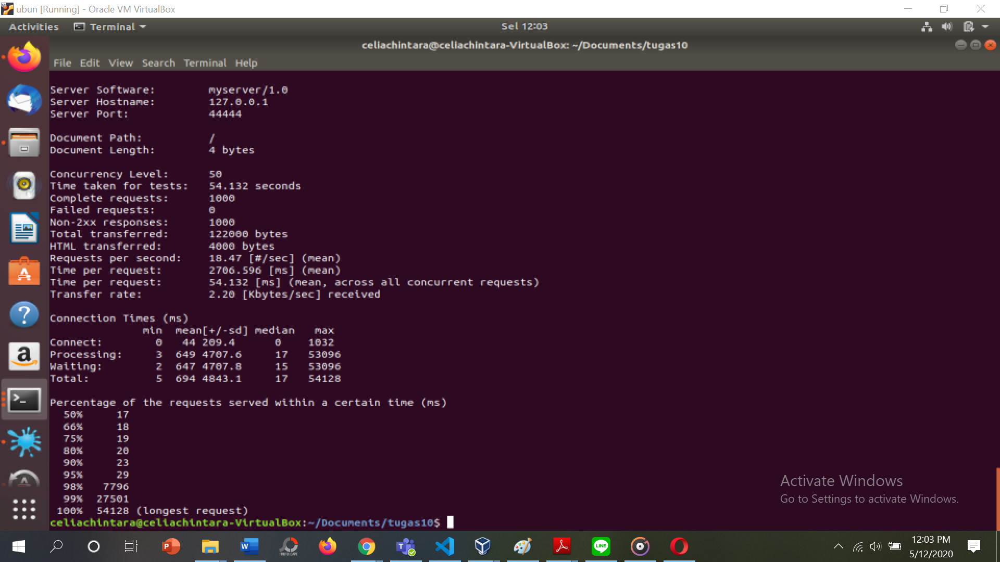 ubun [Running] - Oracle VM VirtualBox
Activities Terminal Sel 12:03
celiachintara@celiachintara-VirtualBox: ~/Documents/tugas10
File Edit View Search Terminal Help
Server Software: myserver/1.0
Server Hostname: 127.0.0.1
Server Port: 44444
Document Path: /
Document Length: 4 bytes
Concurrency Level: 50
Time taken for tests: 54.132 seconds
Complete requests: 1000
Failed requests: 0
Non-2xx responses: 1000
Total transferred: 122000 bytes
HTML transferred: 4000 bytes
Requests per second: 18.47 [#/sec] (mean)
Time per request: 2706.596 [ms] (mean)
Time per request: 54.132 [ms] (mean, across all concurrent requests)
Transfer rate: 2.20 [Kbytes/sec] received
Connection Times (ms)
min mean[+/-sd] median max
Connect: 0 44 209.4 0 1032
Processing: 3 649 4707.6 17 53096
Waiting: 2 647 4707.8 15 53096
Total: 5 694 4843.1 17 54128
Percentage of the requests served within a certain time (ms)
50% 17
66% 18
75% 19
80% 20
90% 23
95% 29
98% 7796
99% 27501
100% 54128 (longest request)
celiachintara@celiachintara-VirtualBox:~/Documents/tugas10$
Activate Windows
Go to Settings to activate Windows.
PHOTOSCAPE
LINE
12:03 PM
5/12/2020